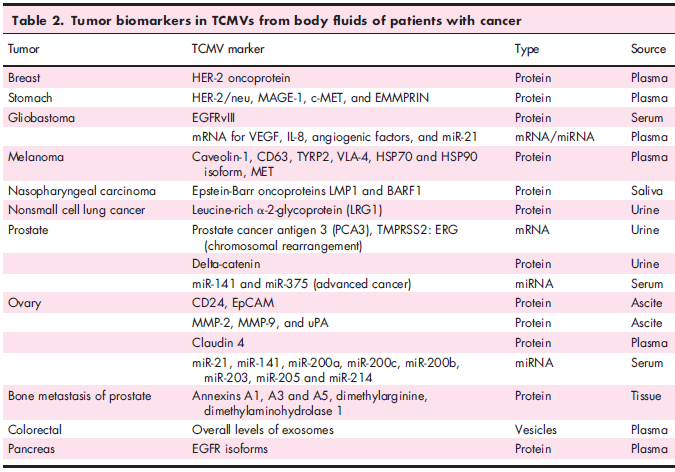 Table 2. Tumor biomarkers in TCMVs from body fluids of patients with cancer
Tumor TCMV marker Type Source
Breast HER-2 oncoprotein Protein Plasma
Stomach HER-2/neu, MAGE-1, c-MET, and EMMPRIN Protein Plasma
Gliobastoma EGFRvIII Protein Serum
mRNA for VEGF, IL-8, angiogenic factors, and miR-21 mRNA/miRNA Plasma
Melanoma Caveolin-1, CD63, TYRP2, VLA-4, HSP70 and HSP90 Protein Plasma
isoform, MET
Nasopharyngeal carcinoma Epstein-Barr oncoproteins LMP1 and BARF1 Protein Saliva
Nonsmall cell lung cancer Leucine-rich α-2-glycoprotein (LRG1) Protein Urine
Prostate Prostate cancer antigen 3 (PCA3), TMPRSS2: ERG mRNA Urine
(chromosomal rearrangement)
Delta-catenin Protein Urine
miR-141 and miR-375 (advanced cancer) miRNA Serum
Ovary CD24, EpCAM Protein Ascite
MMP-2, MMP-9, and uPA Protein Ascite
Claudin 4 Protein Plasma
miR-21, miR-141, miR-200a, miR-200c, miR-200b, miRNA Serum
miR-203, miR-205 and miR-214
Bone metastasis of prostate Annexins A1, A3 and A5, dimethylarginine, Protein Tissue
dimethylaminohydrolase 1
Colorectal Overall levels of exosomes Vesicles Plasma
Pancreas EGFR isoforms Protein Plasma